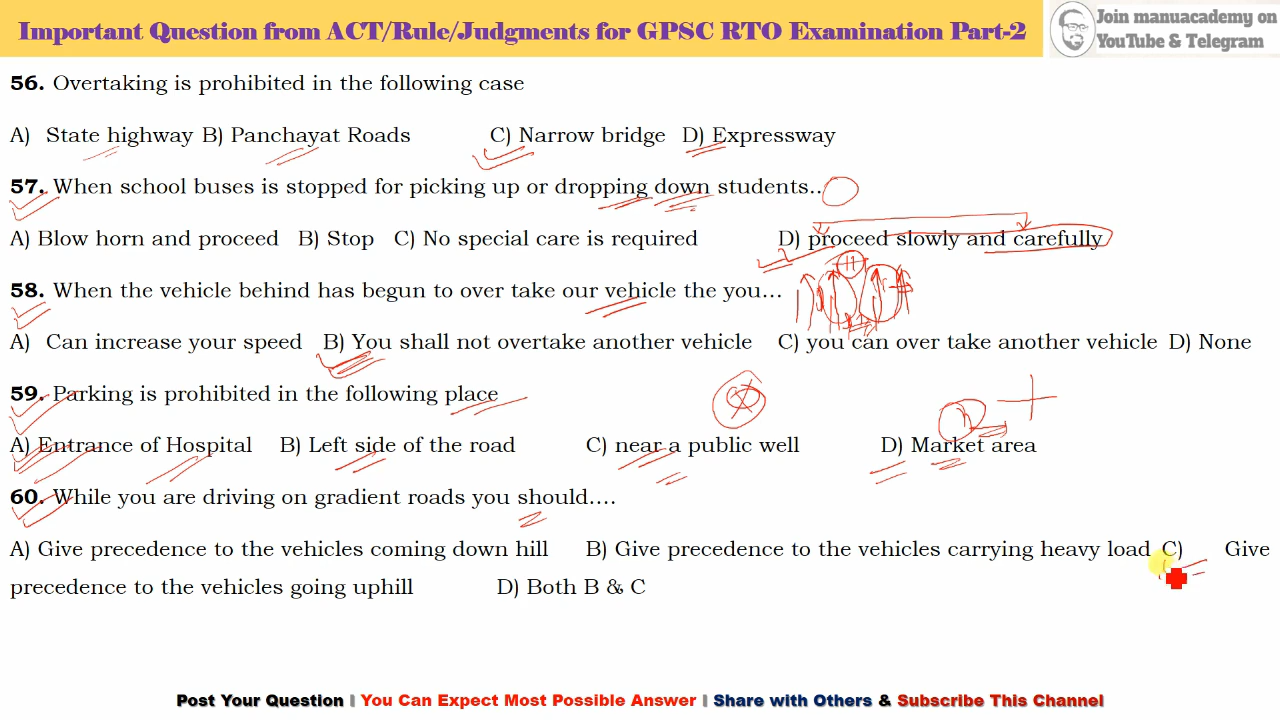 Important Question from ACT/Rule/Judgments for GPSC RTO Examination Part-2
Join manuacademy on
YouTube & Telegram
56. Overtaking is prohibited in the following case
A) State highway B) Panchayat Roads C) Narrow bridge D) Expressway
57. When school buses is stopped for picking up or dropping down students..
A) Blow horn and proceed B) Stop C) No special care is required D) proceed slowly and carefully
58. When the vehicle behind has begun to over take our vehicle the you...
A) Can increase your speed B) You shall not overtake another vehicle C) you can over take another vehicle D) None
59. Parking is prohibited in the following place
A) Entrance of Hospital B) Left side of the road C) near a public well D) Market area
60. While you are driving on gradient roads you should....
A) Give precedence to the vehicles coming down hill B) Give precedence to the vehicles carrying heavy load C) Give
precedence to the vehicles going uphill D) Both B & C
Post Your Question | You Can Expect Most Possible Answer | Share with Others & Subscribe This Channel